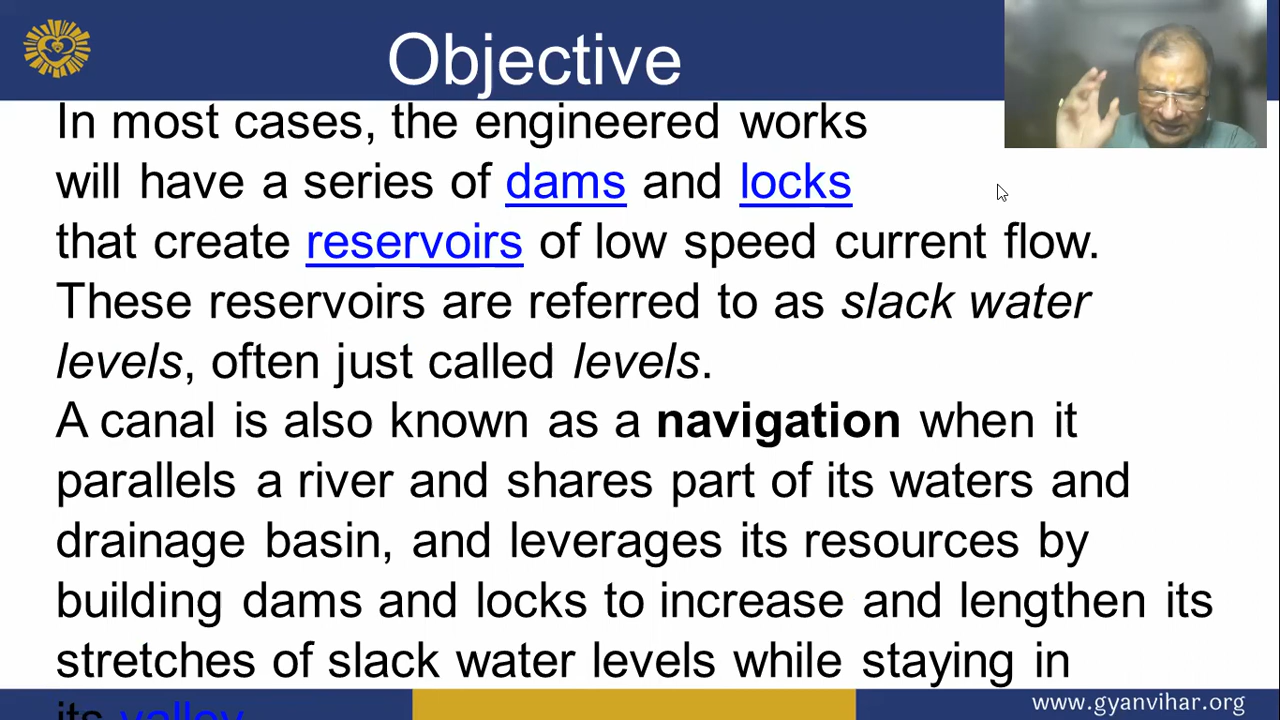 Objective
In most cases, the engineered works
will have a series of dams and locks
that create reservoirs of low speed current flow.
These reservoirs are referred to as slack water
levels, often just called levels.
A canal is also known as a navigation when it
parallels a river and shares part of its waters and
drainage basin, and leverages its resources by
building dams and locks to increase and lengthen its
stretches of slack water levels while staying in
its valley
www.gyanvihar.org